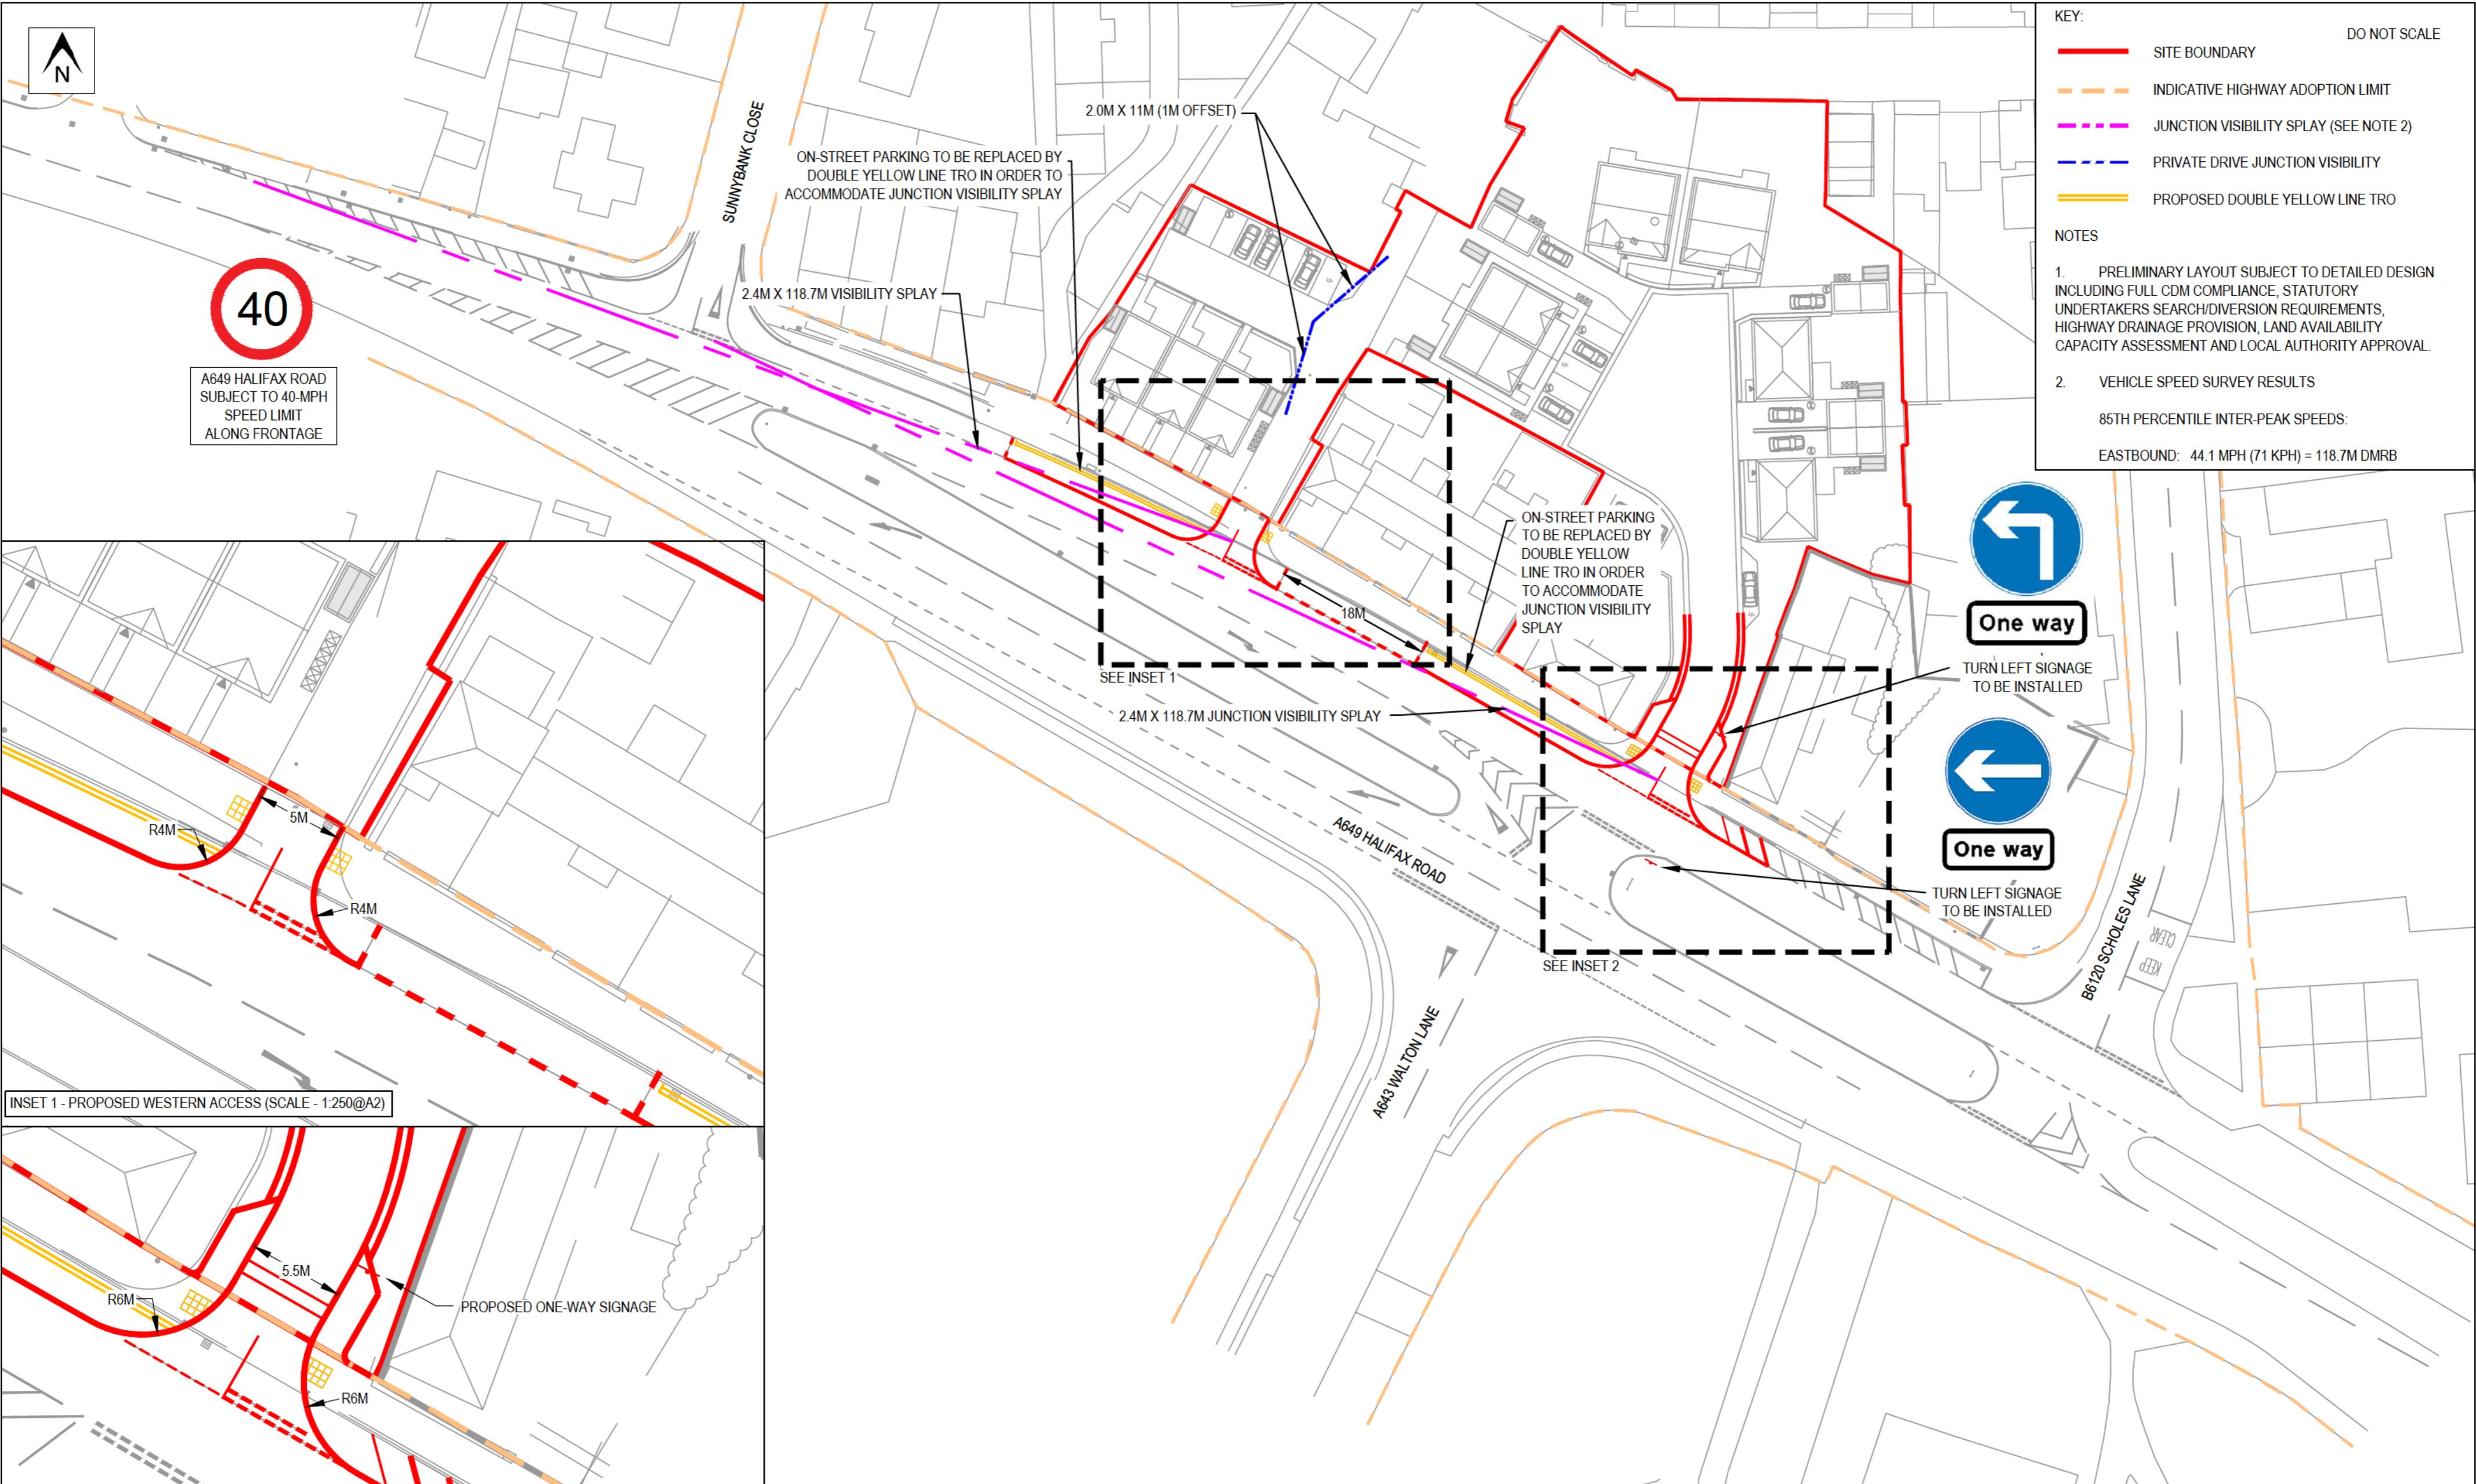 N
SUNNYBANK CLOSE
2.0M X 11M (1M OFFSET)
ON-STREET PARKING TO BE REPLACED BY
DOUBLE YELLOW LINE TRO IN ORDER TO
ACCOMMODATE JUNCTION VISIBILITY SPLAY
2.4M X 118.7M VISIBILITY SPLAY
40
A649 HALIFAX ROAD
SUBJECT TO 40-MPH
SPEED LIMIT
ALONG FRONTAGE
KEY:
DO NOT SCALE
SITE BOUNDARY
INDICATIVE HIGHWAY ADOPTION LIMIT
JUNCTION VISIBILITY SPLAY (SEE NOTE 2)
PRIVATE DRIVE JUNCTION VISIBILITY
PROPOSED DOUBLE YELLOW LINE TRO
NOTES
1. PRELIMINARY LAYOUT SUBJECT TO DETAILED DESIGN
INCLUDING FULL CDM COMPLIANCE, STATUTORY
UNDERTAKERS SEARCH/DIVERSION REQUIREMENTS,
HIGHWAY DRAINAGE PROVISION, LAND AVAILABILITY
CAPACITY ASSESSMENT AND LOCAL AUTHORITY APPROVAL.
2. VEHICLE SPEED SURVEY RESULTS
85TH PERCENTILE INTER-PEAK SPEEDS:
EASTBOUND: 44.1 MPH (71 KPH) = 118.7M DMRB
ON-STREET PARKING
TO BE REPLACED BY
DOUBLE YELLOW
LINE TRO IN ORDER
TO ACCOMMODATE
JUNCTION VISIBILITY
SPLAY
18M
SEE INSET 1
2.4M X 118.7M JUNCTION VISIBILITY SPLAY
One way
TURN LEFT SIGNAGE
TO BE INSTALLED
One way
TURN LEFT SIGNAGE
TO BE INSTALLED
A649 HALIFAX ROAD
SEE INSET 2
A643 WALTON LANE
B6120 SCHOLES LANE
KEEP
CLEAR
5M
R4M
R4M
INSET 1 - PROPOSED WESTERN ACCESS (SCALE - 1:250@A2)
5.5M
R6M
PROPOSED ONE-WAY SIGNAGE
R6M